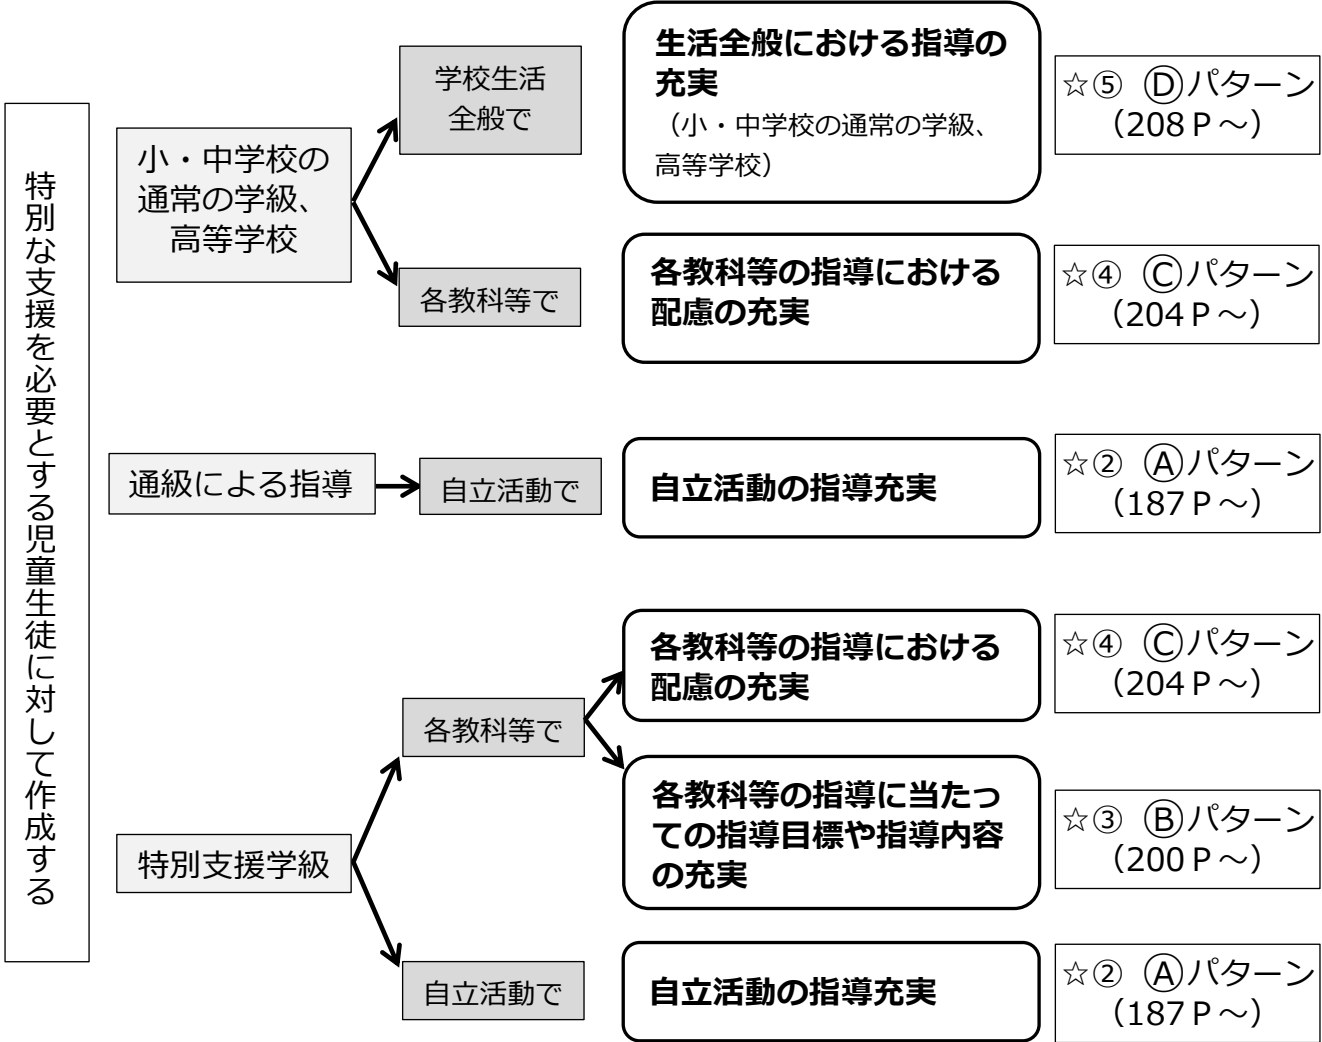 特別な支援を必要とする児童生徒に対して作成する
小・中学校の
通常の学級、
高等学校
学校生活
全般で
生活全般における指導の
充実
（小・中学校の通常の学級、
高等学校）
☆⑤ Ⓓパターン
（208Ｐ～）
各教科等で
各教科等の指導における
配慮の充実
☆④ Ⓒパターン
（204Ｐ～）
通級による指導
自立活動で
自立活動の指導充実
☆② Ⓐパターン
（187Ｐ～）
特別支援学級
各教科等で
各教科等の指導における
配慮の充実
☆④ Ⓒパターン
（204Ｐ～）
各教科等の指導に当たっ
ての指導目標や指導内容
の充実
☆③ Ⓑパターン
（200Ｐ～）
自立活動で
自立活動の指導充実
☆② Ⓐパターン
（187Ｐ～）